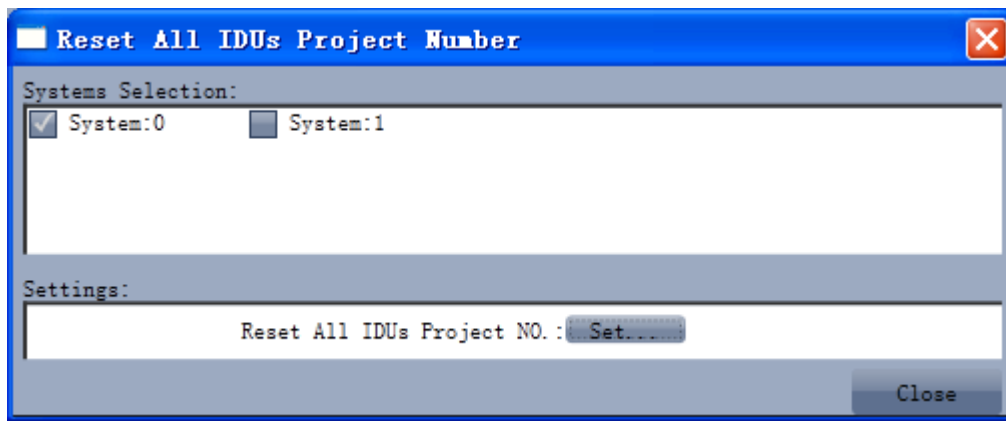 Reset All IDUs Project Number
Systems Selection:
System:0 System:1
Settings:
Reset All IDUs Project NO.: Set...
Close